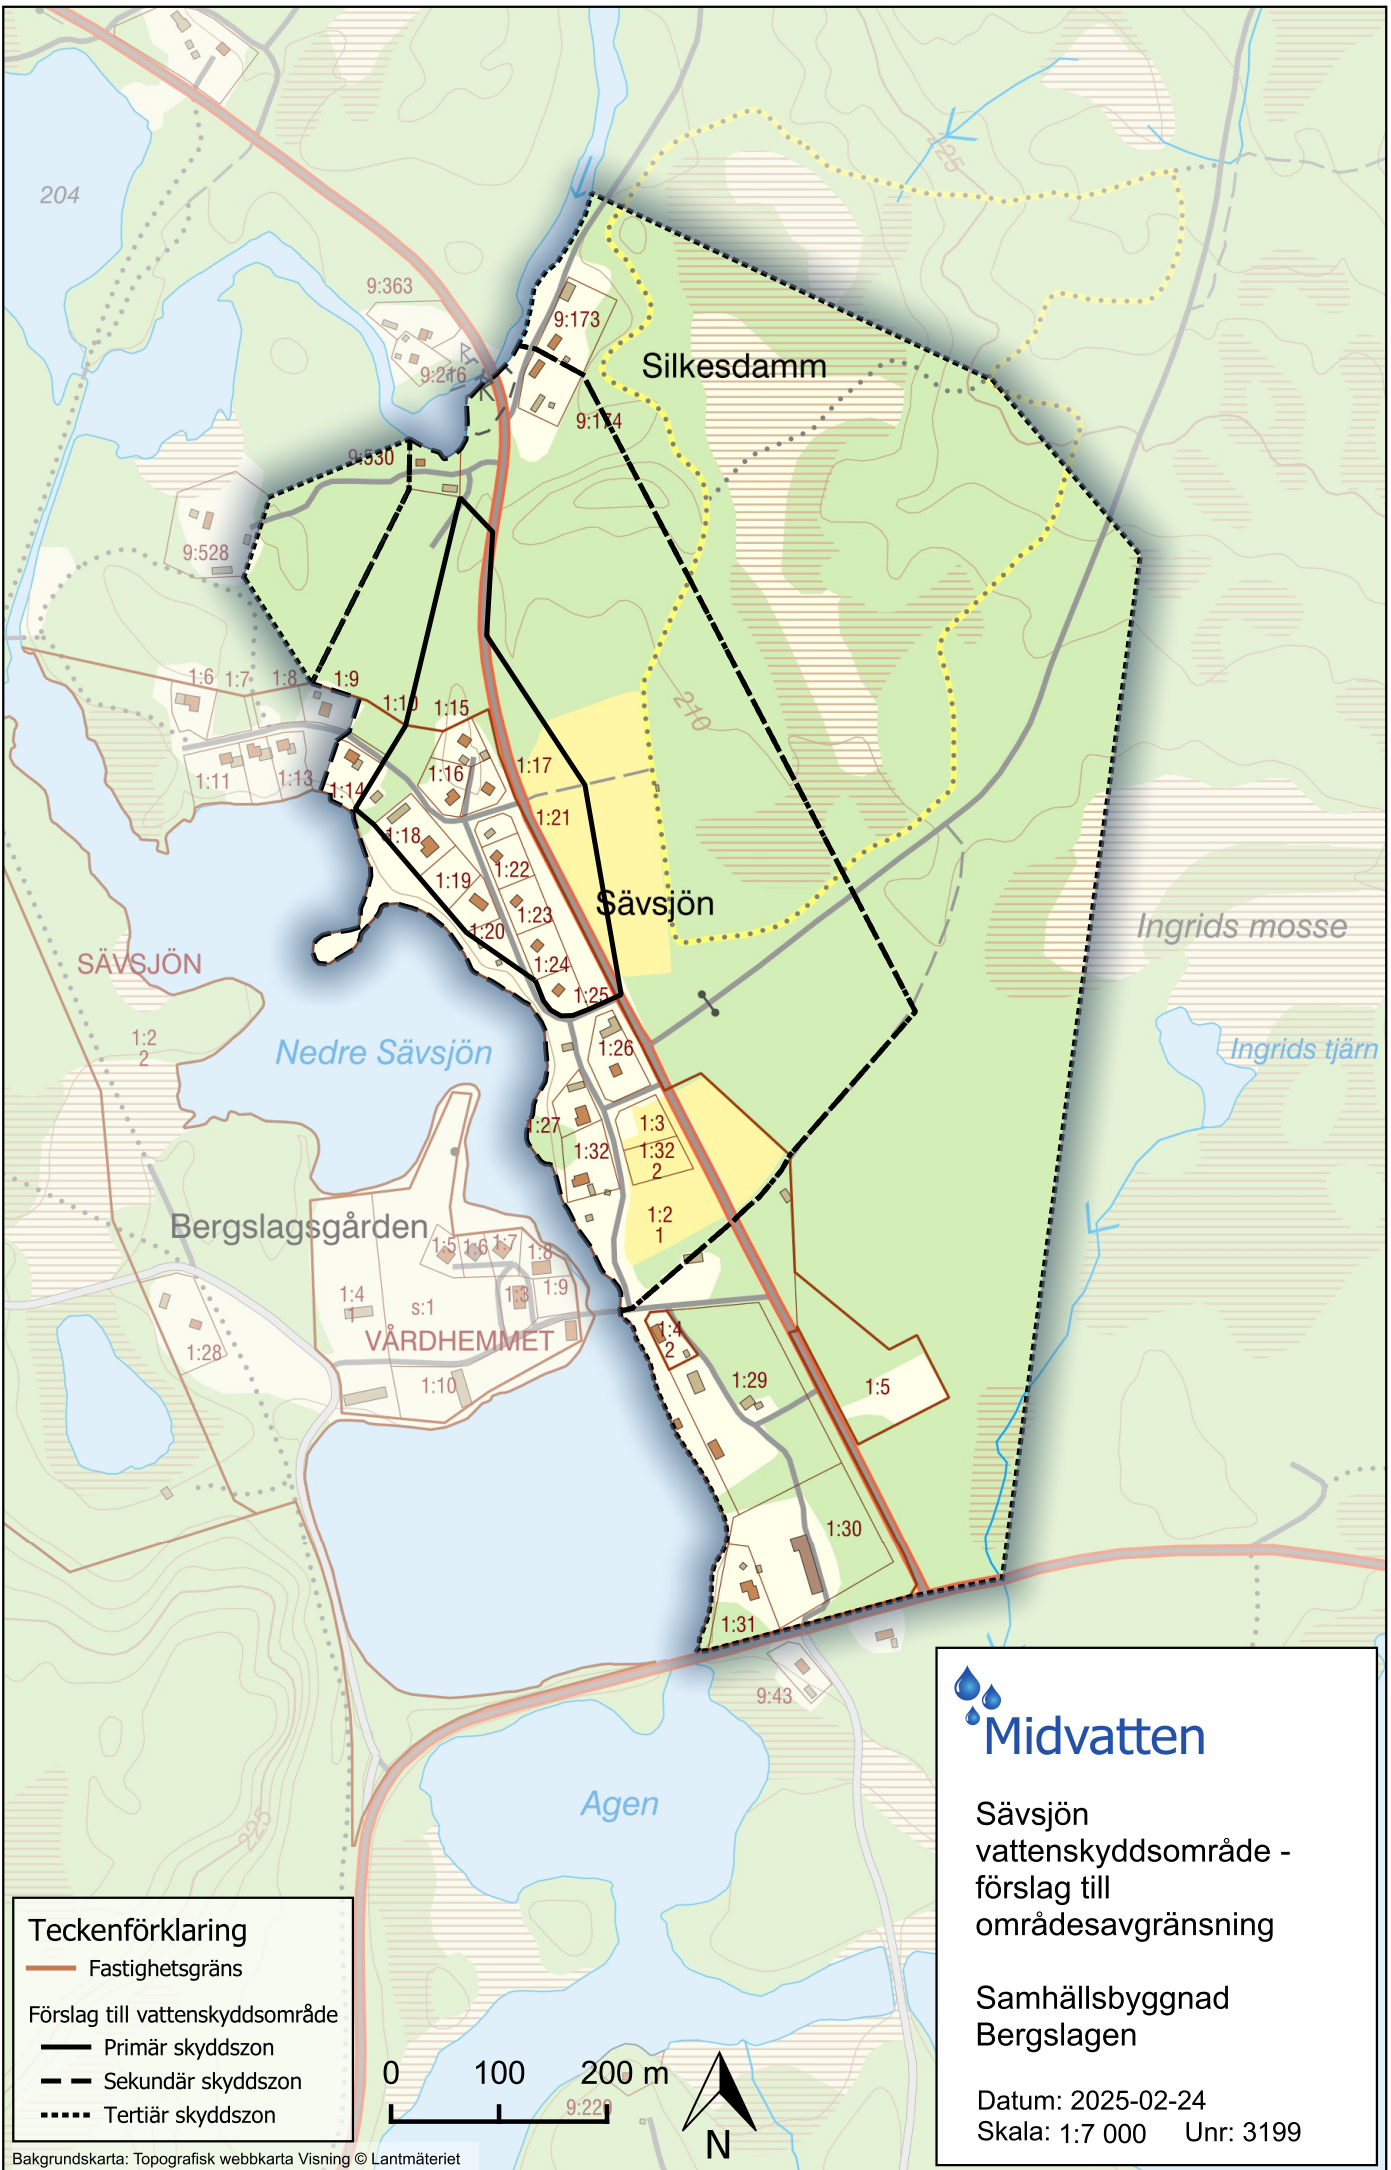 204
225
9:363
9:216
9:173
Silkesdamm
9:174
9:530
9:528
1:6
1:7
1:8
1:9
1:10
1:15
210
1:11
1:13
1:14
1:16
1:17
1:21
1:18
1:22
1:19
1:23
Sävsjön
1:20
1:24
1:25
Ingrids mosse
SÄVSJÖN
1:2
2
Nedre Sävsjön
1:26
Ingrids tjärn
1:27
1:3
1:32
1:32
2
1:2
1
Bergslagsgården
1:5
1:6
1:7
1:8
1:4
1
s:1
1:3
1:9
VÅRDHEMMET
1:28
1:10
1:4
2
1:29
1:5
1:30
1:31
9:43
Agen
225
9:220
Midvatten
Sävsjön
vattenskyddsområde -
förslag till
områdesavgränsning
Samhällsbyggnad
Bergslagen
Datum: 2025-02-24
Skala: 1:7 000 Unr: 3199
Teckenförklaring
Fastighetsgräns
Förslag till vattenskyddsområde
Primär skyddszon
Sekundär skyddszon
Tertiär skyddszon
0 100 200 m
N
Bakgrundskarta: Topografisk webbkarta Visning © Lantmäteriet